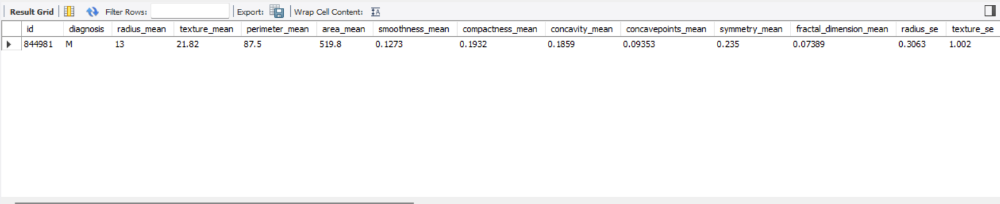 Result Grid Filter Rows: Export: Wrap Cell Content: IA
id diagnosis radius_mean texture_mean perimeter_mean area_mean smoothness_mean compactness_mean concavity_mean concavepoints_mean symmetry_mean fractal_dimension_mean radius_se texture_se
844981 M 13 21.82 87.5 519.8 0.1273 0.1932 0.1859 0.09353 0.235 0.07389 0.3063 1.002